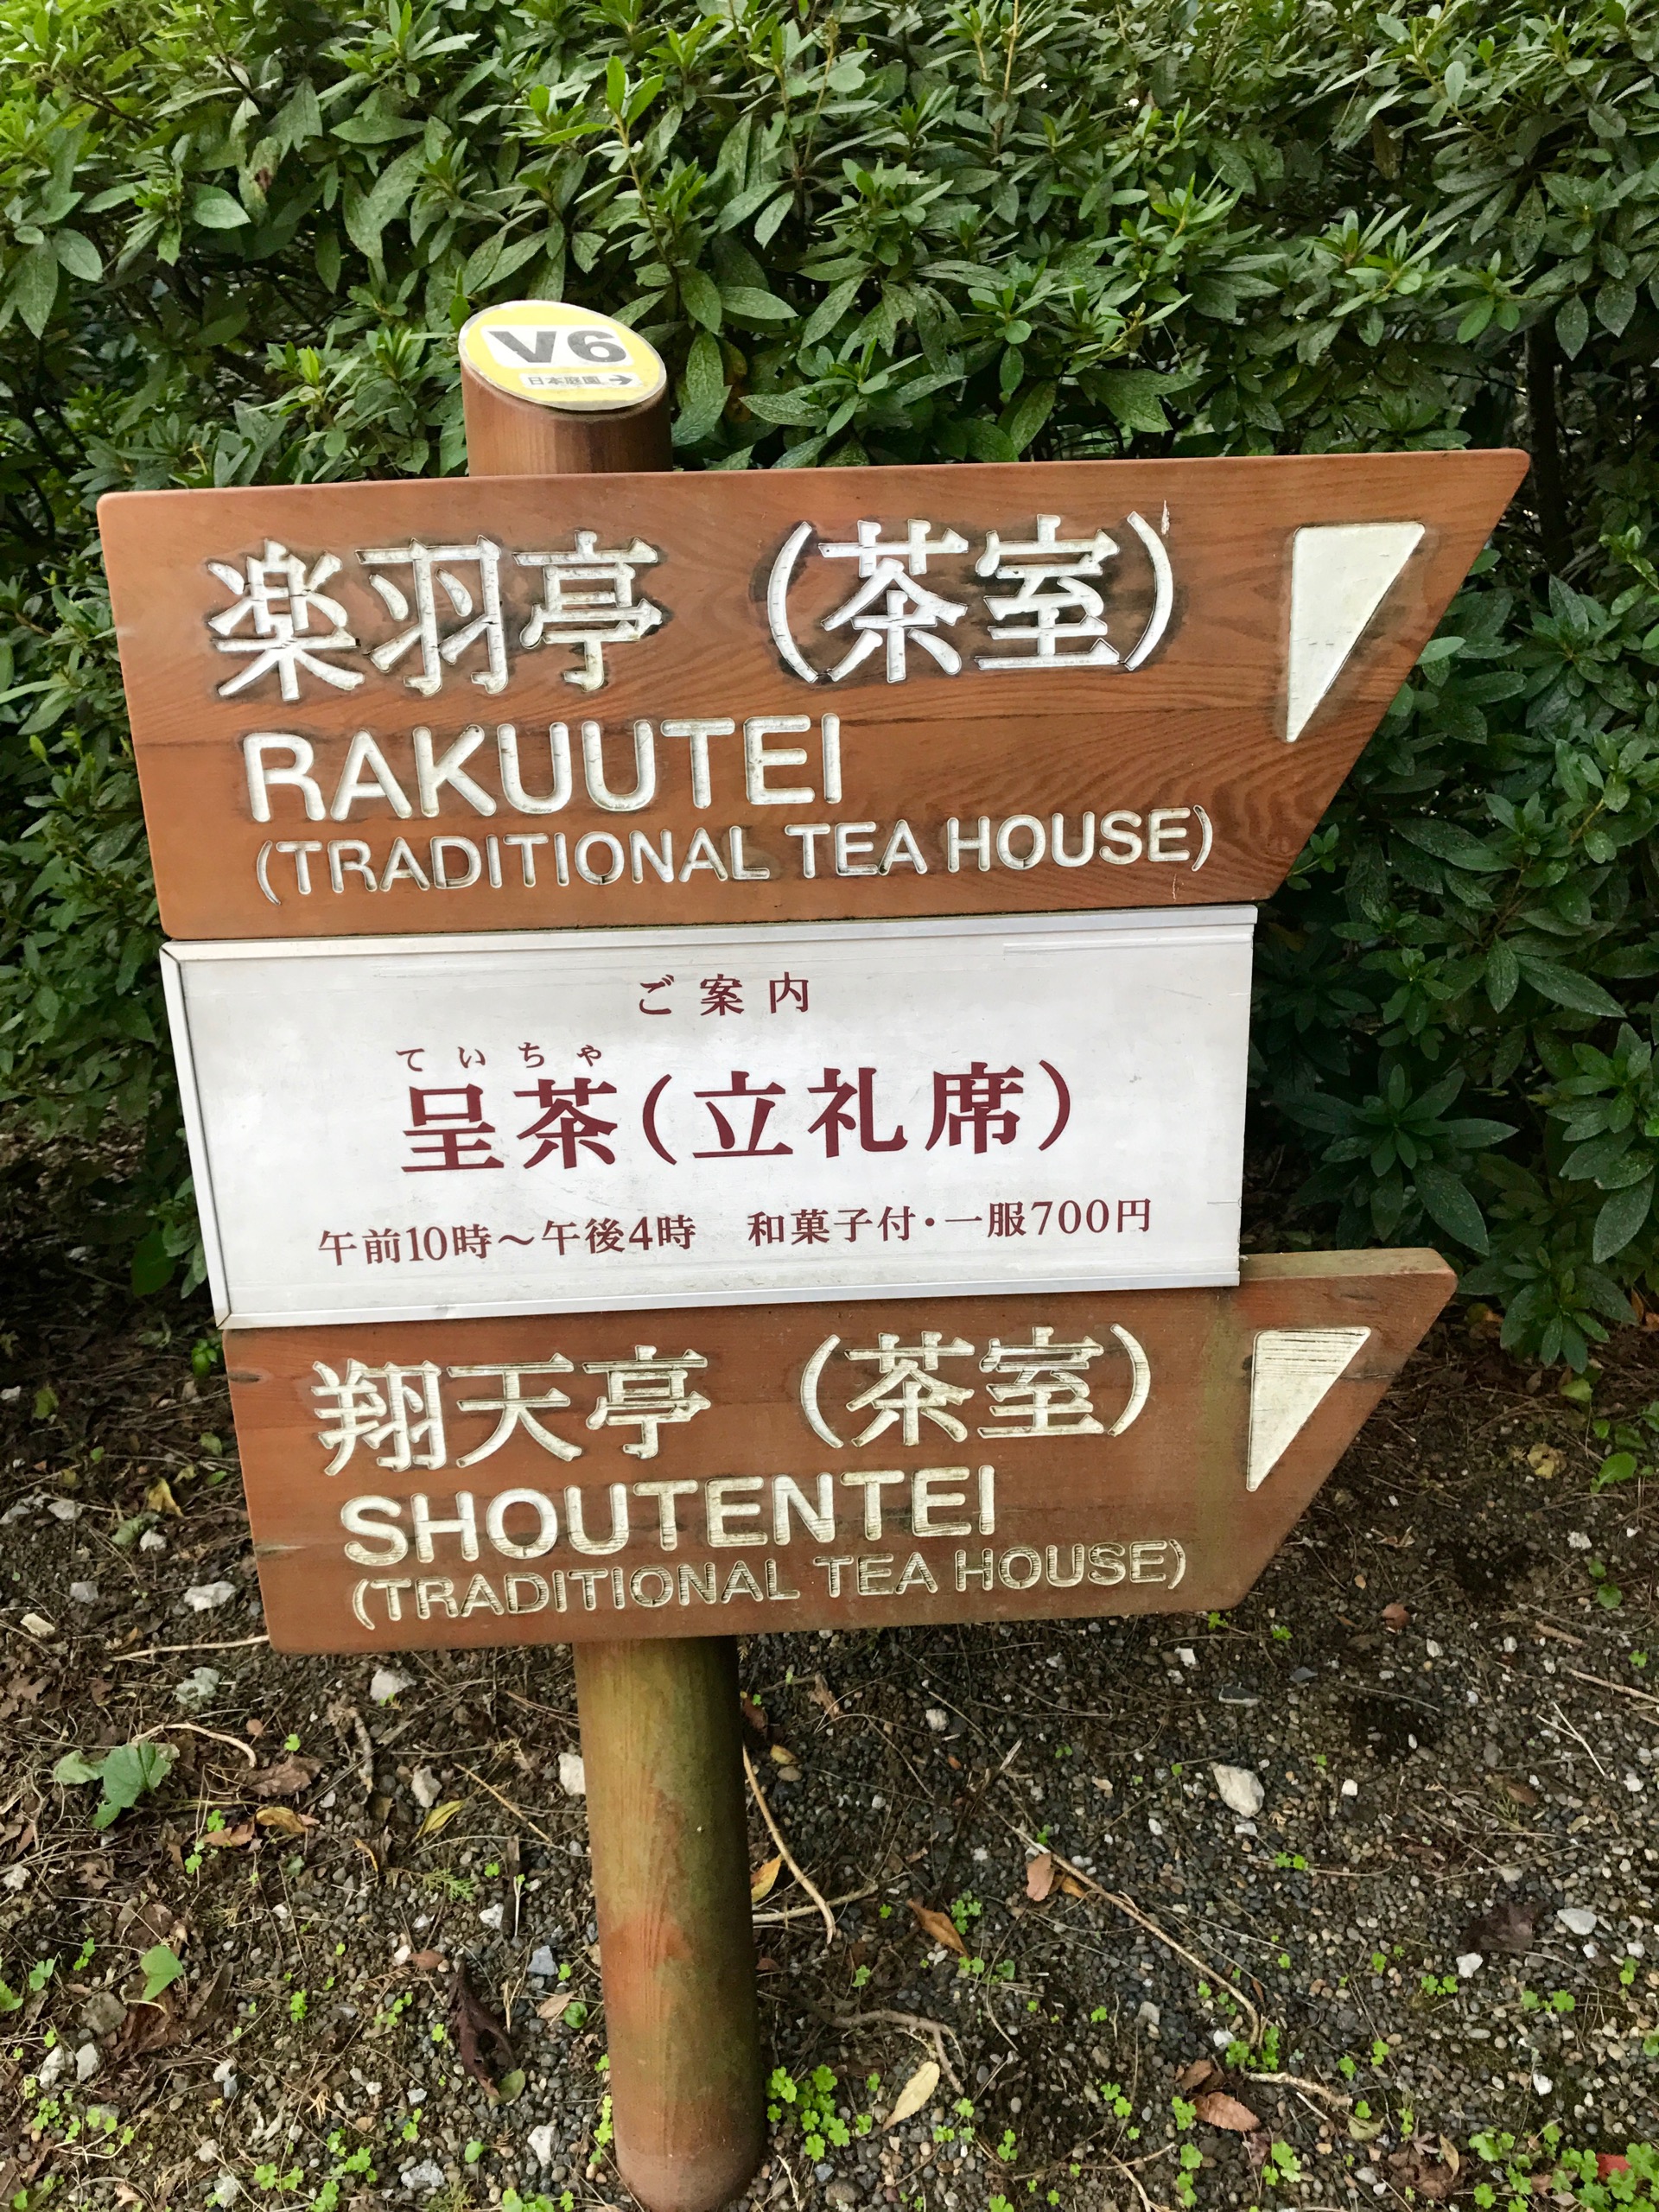 V6
日本庭園→
楽羽亭（茶室）
RAKUUTEI
(TRADITIONAL TEA HOUSE)
ご案内
ていちゃ
呈茶（立礼席）
午前10時〜午後4時　和菓子付・一服700円
翔天亭（茶室）
SHOUTENTEI
(TRADITIONAL TEA HOUSE)